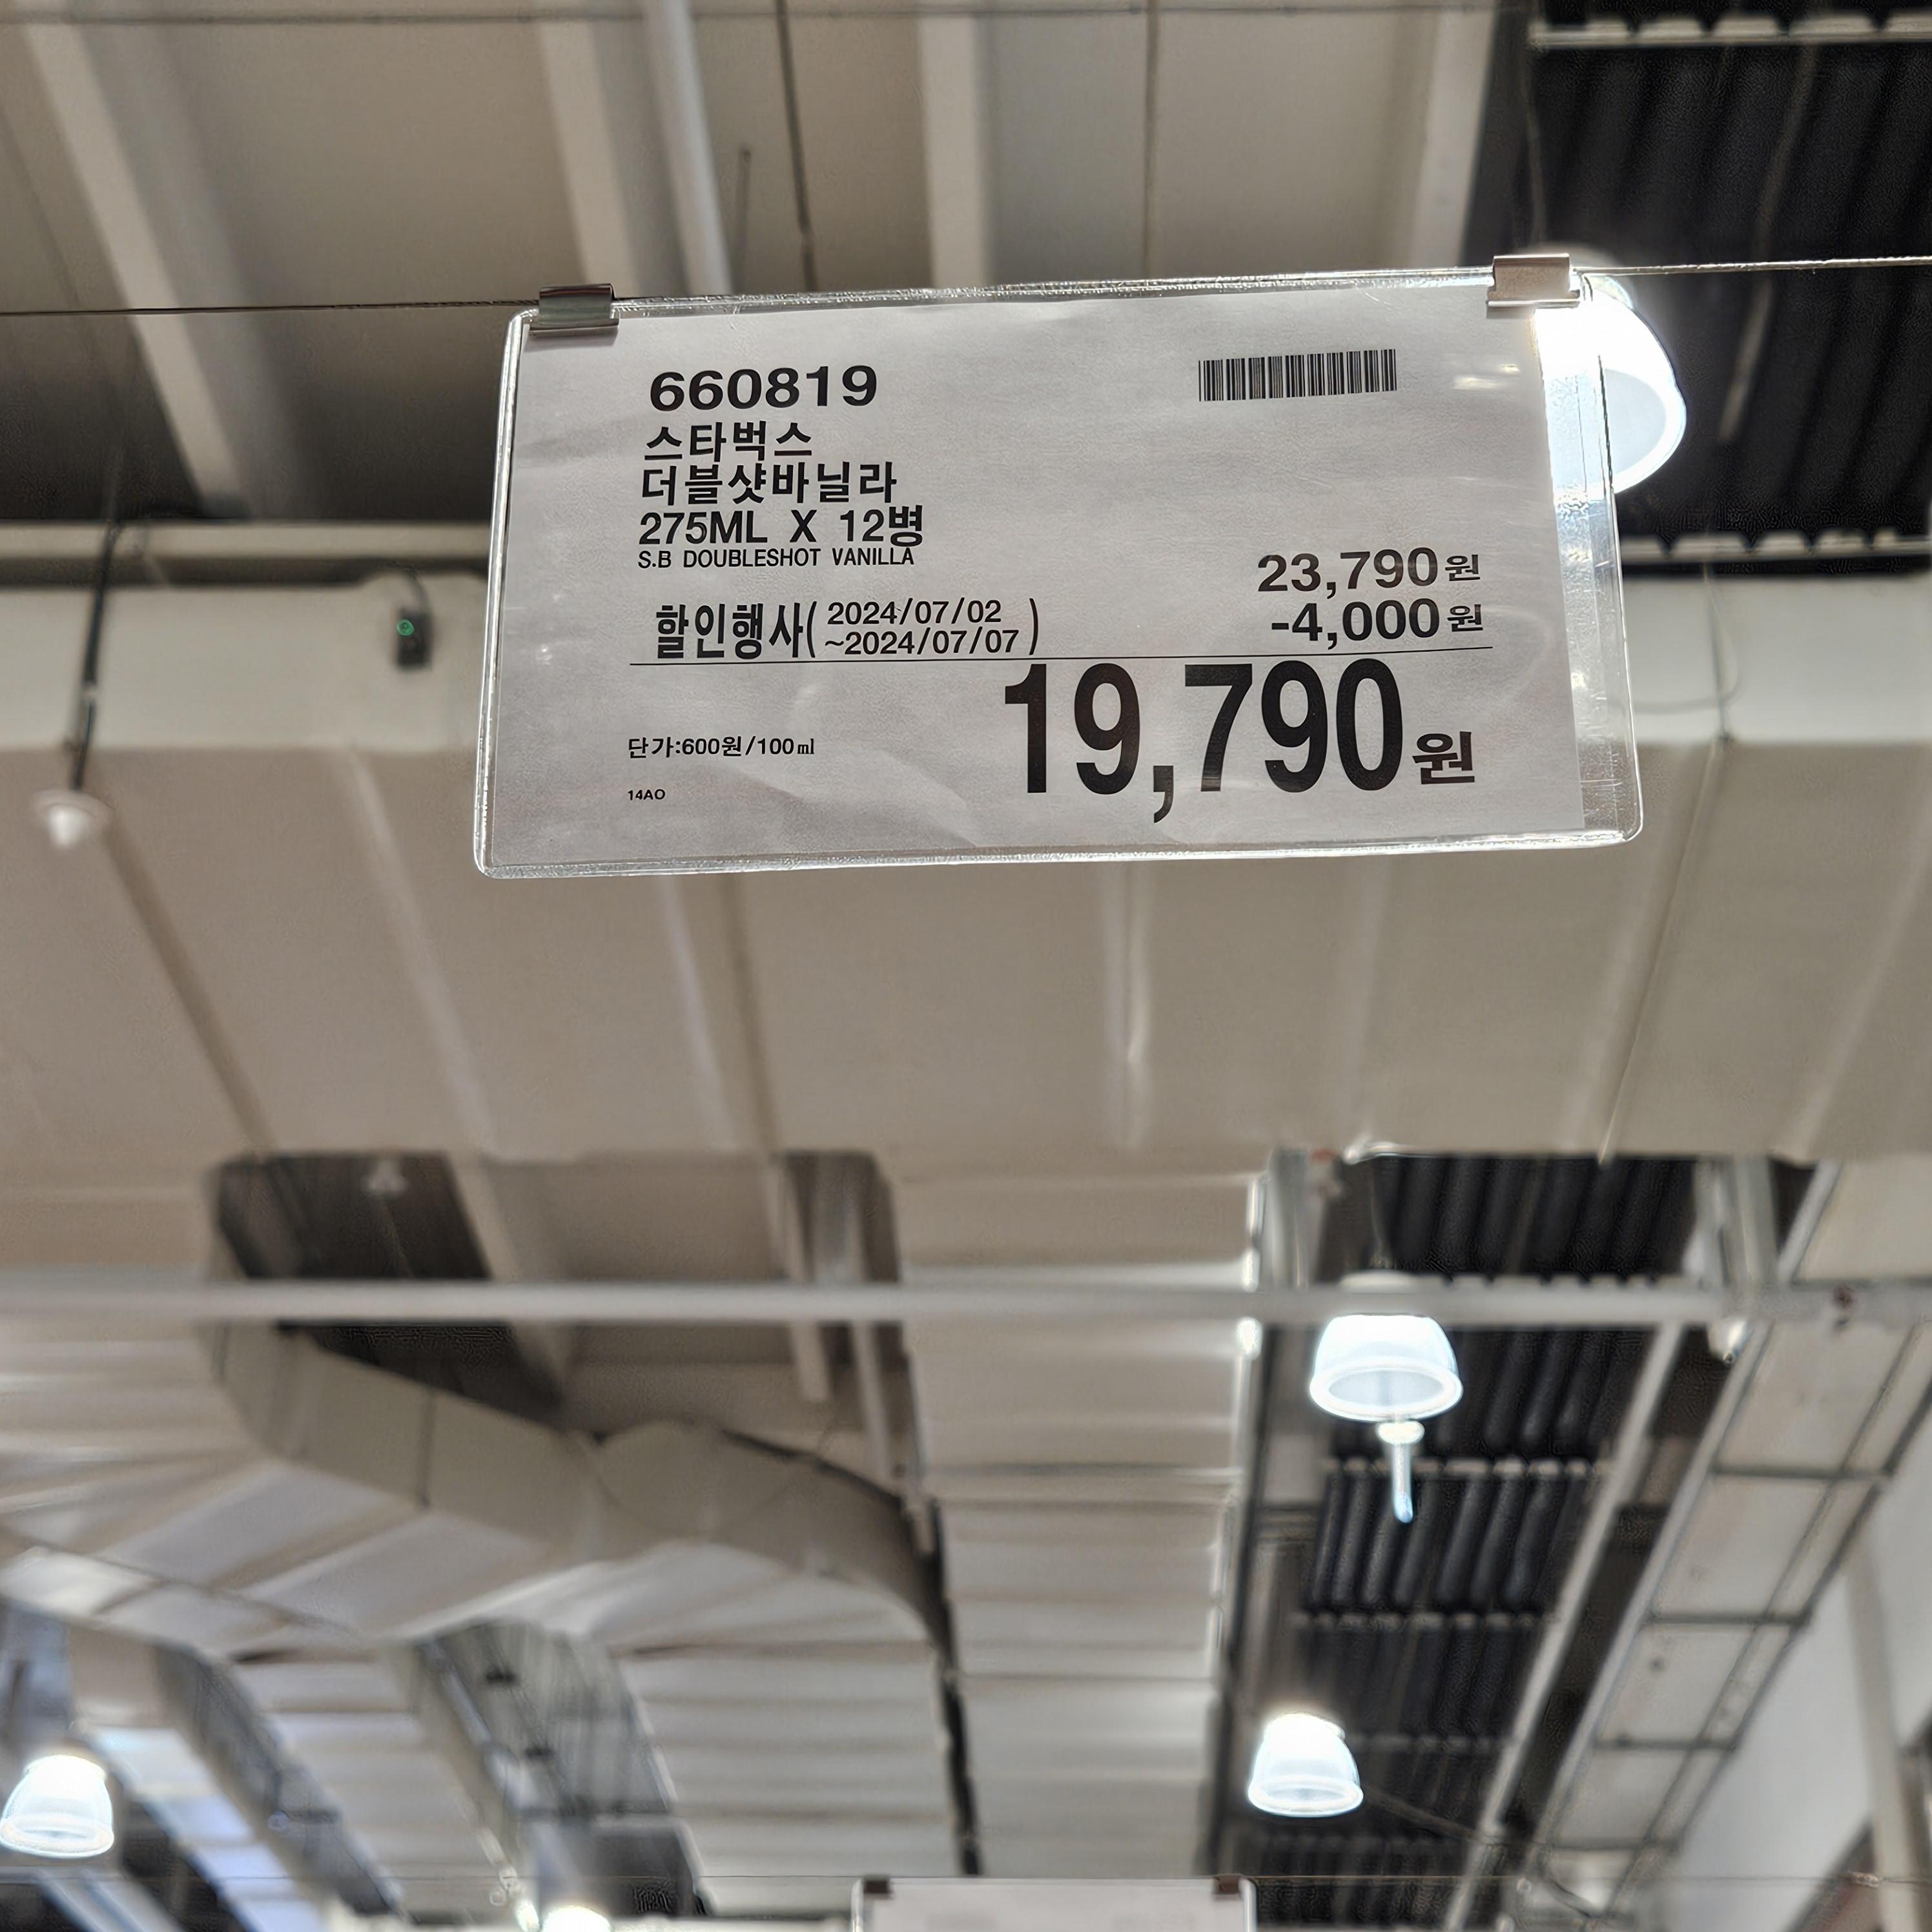 660819
스타벅스
더블샷바닐라
275ML X 12병
S.B DOUBLESHOT VANILLA
23,790원
할인행사( 2024/07/02 ~2024/07/07 )
-4,000원
19,790원
단가:600원/100㎖
14AO